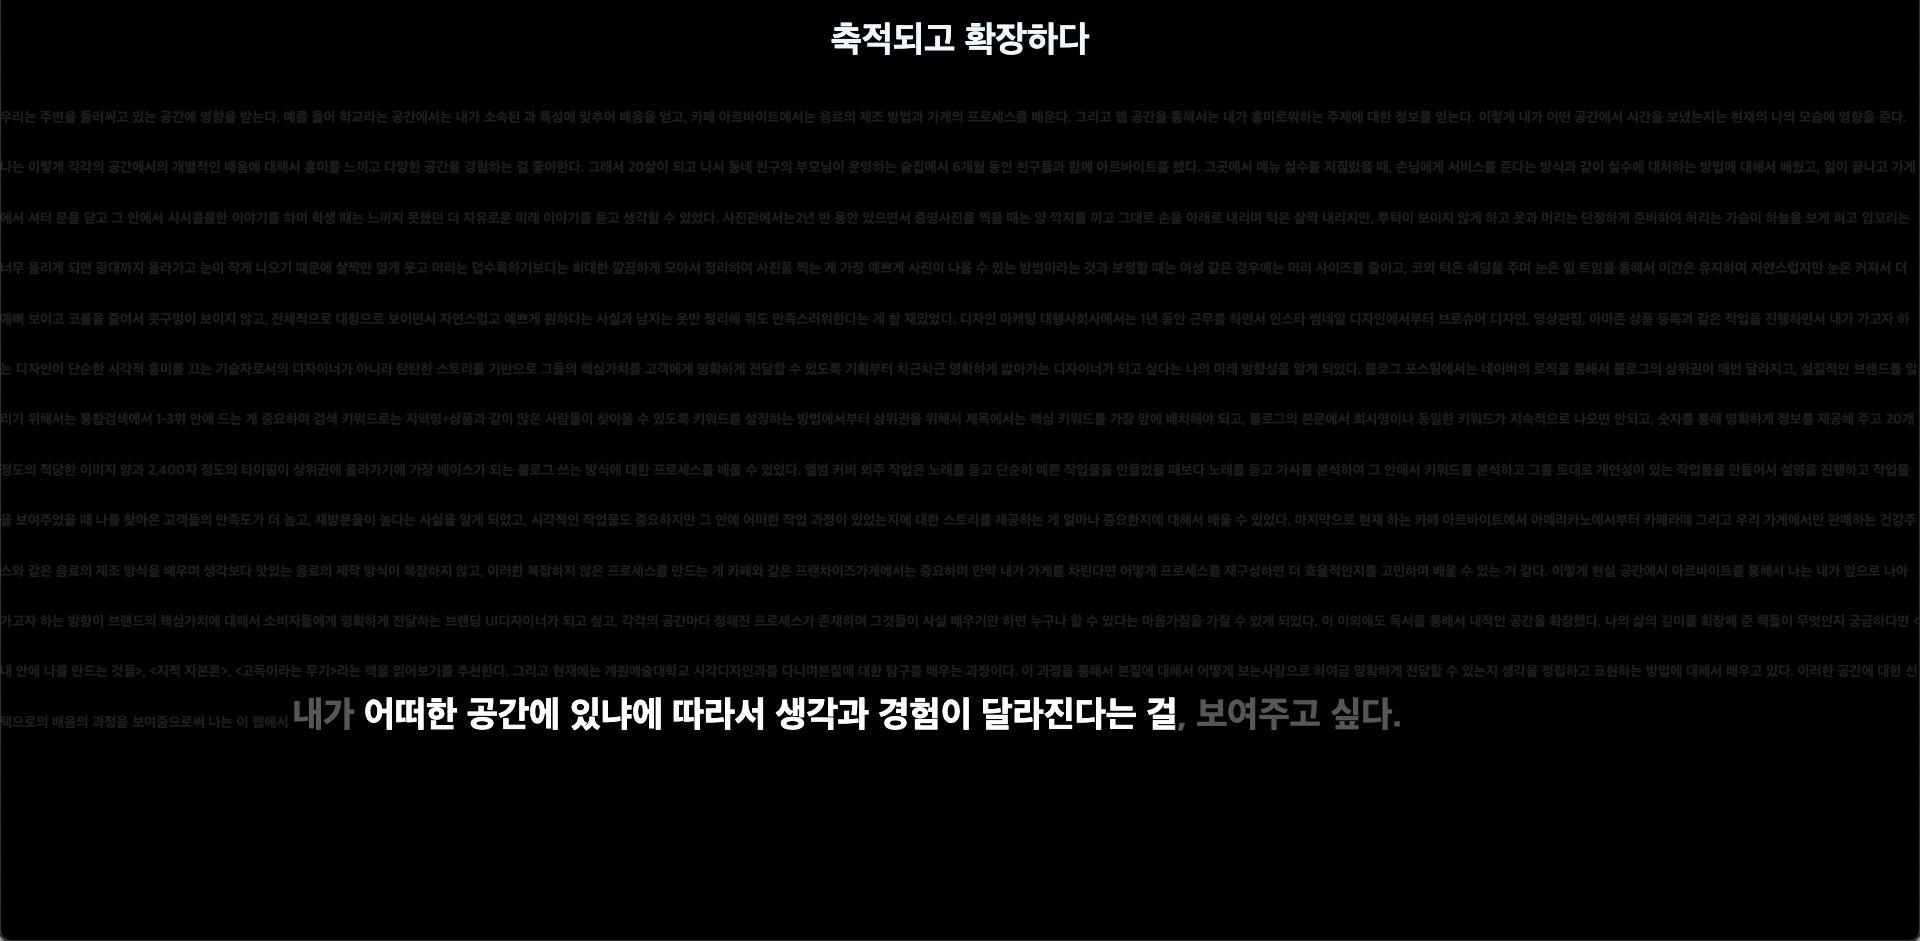 축적되고 확장하다
우리는 주변을 둘러싸고 있는 공간에 영향을 받는다. 예를 들어 학교라는 공간에서는 내가 소속된 과 특성에 맞추어 배움을 얻고, 카페 아르바이트에서는 음료의 제조 방법과 가게의 프로세스를 배운다. 그리고 웹 공간을 통해서는 내가 흥미로워하는 주제에 대한 정보를 얻는다. 이렇게 내가 어떤 공간에서 시간을 보냈는지는 현재의 나의 모습에 영향을 준다.
나는 이렇게 각각의 공간에서의 개별적인 배움에 대해서 흥미를 느끼고 다양한 공간을 경험하는 걸 좋아한다. 그래서 20살이 되고 나서 동네 친구의 부모님이 운영하는 술집에서 6개월 동안 친구들과 함께 아르바이트를 했다. 그곳에서 메뉴 실수를 저질렀을 때, 손님에게 서비스를 준다는 방식과 같이 실수에 대처하는 방법에 대해서 배웠고, 일이 끝나고 가게
에서 셔터 문을 닫고 그 안에서 시시콜콜한 이야기를 하며 학생 때는 느끼지 못했던 더 자유로운 미래 이야기를 듣고 생각할 수 있었다. 사진관에서는2년 반 동안 있으면서 증명사진을 찍을 때는 양 깍지를 끼고 그대로 손을 아래로 내리며 턱은 살짝 내리지만, 투턱이 보이지 않게 하고 옷과 머리는 단정하게 준비하여 허리는 가슴이 하늘을 보게 펴고 입꼬리는
너무 올리게 되면 광대까지 올라가고 눈이 작게 나오기 때문에 살짝만 옅게 웃고 머리는 덥수룩하기보다는 최대한 깔끔하게 모아서 정리하여 사진을 찍는 게 가장 예쁘게 사진이 나올 수 있는 방법이라는 것과 보정할 때는 여성 같은 경우에는 머리 사이즈를 줄이고, 코와 턱은 쉐딩을 주며 눈은 밑 트임을 통해서 미간은 유지하여 자연스럽지만 눈은 커져서 더
예뻐 보이고 코볼을 줄여서 콧구멍이 보이지 않고, 전체적으로 대칭으로 보이면서 자연스럽고 예쁘게 원하다는 사실과 남자는 옷만 정리해 줘도 만족스러워한다는 게 참 재밌었다. 디자인 마케팅 대행사회사에서는 1년 동안 근무를 하면서 인스타 썸네일 디자인에서부터 브로슈어 디자인, 영상편집, 아마존 상품 등록과 같은 작업을 진행하면서 내가 가고자 하
는 디자인이 단순한 시각적 흥미를 끄는 기술자로서의 디자이너가 아니라 탄탄한 스토리를 기반으로 그들의 핵심가치를 고객에게 명확하게 전달할 수 있도록 기획부터 차근차근 명확하게 밟아가는 디자이너가 되고 싶다는 나의 미래 방향성을 알게 되었다. 블로그 포스팅에서는 네이버의 로직을 통해서 블로그의 상위권이 매번 달라지고, 실질적인 브랜드를 알
리기 위해서는 통합검색에서 1-3위 안에 드는 게 중요하며 검색 키워드로는 지역명+상품과 같이 많은 사람들이 찾아올 수 있도록 키워드를 설정하는 방법에서부터 상위권을 위해서 제목에서는 핵심 키워드를 가장 앞에 배치해야 되고, 블로그의 본문에서 회사명이나 동일한 키워드가 지속적으로 나오면 안되고, 숫자를 통해 명확하게 정보를 제공해 주고 20개
정도의 적당한 이미지 양과 2,400자 정도의 타이핑이 상위권에 올라가기에 가장 베이스가 되는 블로그 쓰는 방식에 대한 프로세스를 배울 수 있었다. 앨범 커버 외주 작업은 노래를 듣고 단순히 예쁜 작업물을 만들었을 때보다 노래를 듣고 가사를 분석하여 그 안에서 키워드를 분석하고 그를 토대로 개연성이 있는 작업물을 만들어서 설명을 진행하고 작업물
을 보여주었을 때 나를 찾아온 고객들의 만족도가 더 높고, 재방문율이 높다는 사실을 알게 되었고, 시각적인 작업물도 중요하지만 그 안에 어떠한 작업 과정이 있었는지에 대한 스토리를 제공하는 게 얼마나 중요한지에 대해서 배울 수 있었다. 마지막으로 현재 하는 카페 아르바이트에서 아메리카노에서부터 카페라떼 그리고 우리 가게에서만 판매하는 건강주
스와 같은 음료의 제조 방식을 배우며 생각보다 맛있는 음료의 제작 방식이 복잡하지 않고, 이러한 복잡하지 않은 프로세스를 만드는 게 카페와 같은 프랜차이즈가게에서는 중요하며 만약 내가 가게를 차린다면 어떻게 프로세스를 재구성하면 더 효율적인지를 고민하며 배울 수 있는 거 같다. 이렇게 현실 공간에서 아르바이트를 통해서 나는 내가 앞으로 나아
가고자 하는 방향이 브랜드의 핵심가치에 대해서 소비자들에게 명확하게 전달하는 브랜딩 UI디자이너가 되고 싶고, 각각의 공간마다 정해진 프로세스가 존재하며 그것들이 사실 배우기만 하면 누구나 할 수 있다는 마음가짐을 가질 수 있게 되었다. 이 이외에도 독서를 통해서 내적인 공간을 확장했다. 나의 삶의 깊이를 확장해 준 책들이 무엇인지 궁금하다면 <
내 안에 나를 만드는 것들>, <지적 자본론>, <고독이라는 무기>라는 책을 읽어보기를 추천한다. 그리고 현재에는 계원예술대학교 시각디자인과를 다니며본질에 대한 탐구를 배우는 과정이다. 이 과정을 통해서 본질에 대해서 어떻게 보는사람으로 하여금 명확하게 전달할 수 있는지 생각을 정립하고 표현하는 방법에 대해서 배우고 있다. 이러한 공간에 대한 선
택으로의 배움의 과정을 보여줌으로써 나는 이 웹에서 내가 어떠한 공간에 있냐에 따라서 생각과 경험이 달라진다는 걸, 보여주고 싶다.